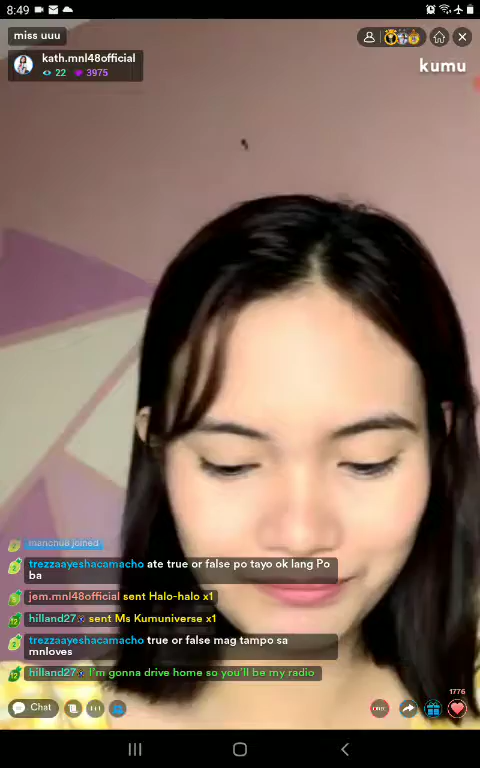 8:49
miss uuu
kath.mnl48official
22 3975
kumu
manonu8 joined
trezzaayeshacamacho ate true or false po tayo ok lang Po
ba
jem.mnl48official sent Halo-halo x1
hilland27 sent Ms Kumuniverse x1
trezzaayeshacamacho true or false mag tampo sa
mnloves
hilland27 I'm gonna drive home so you'll be my radio
1776
Chat